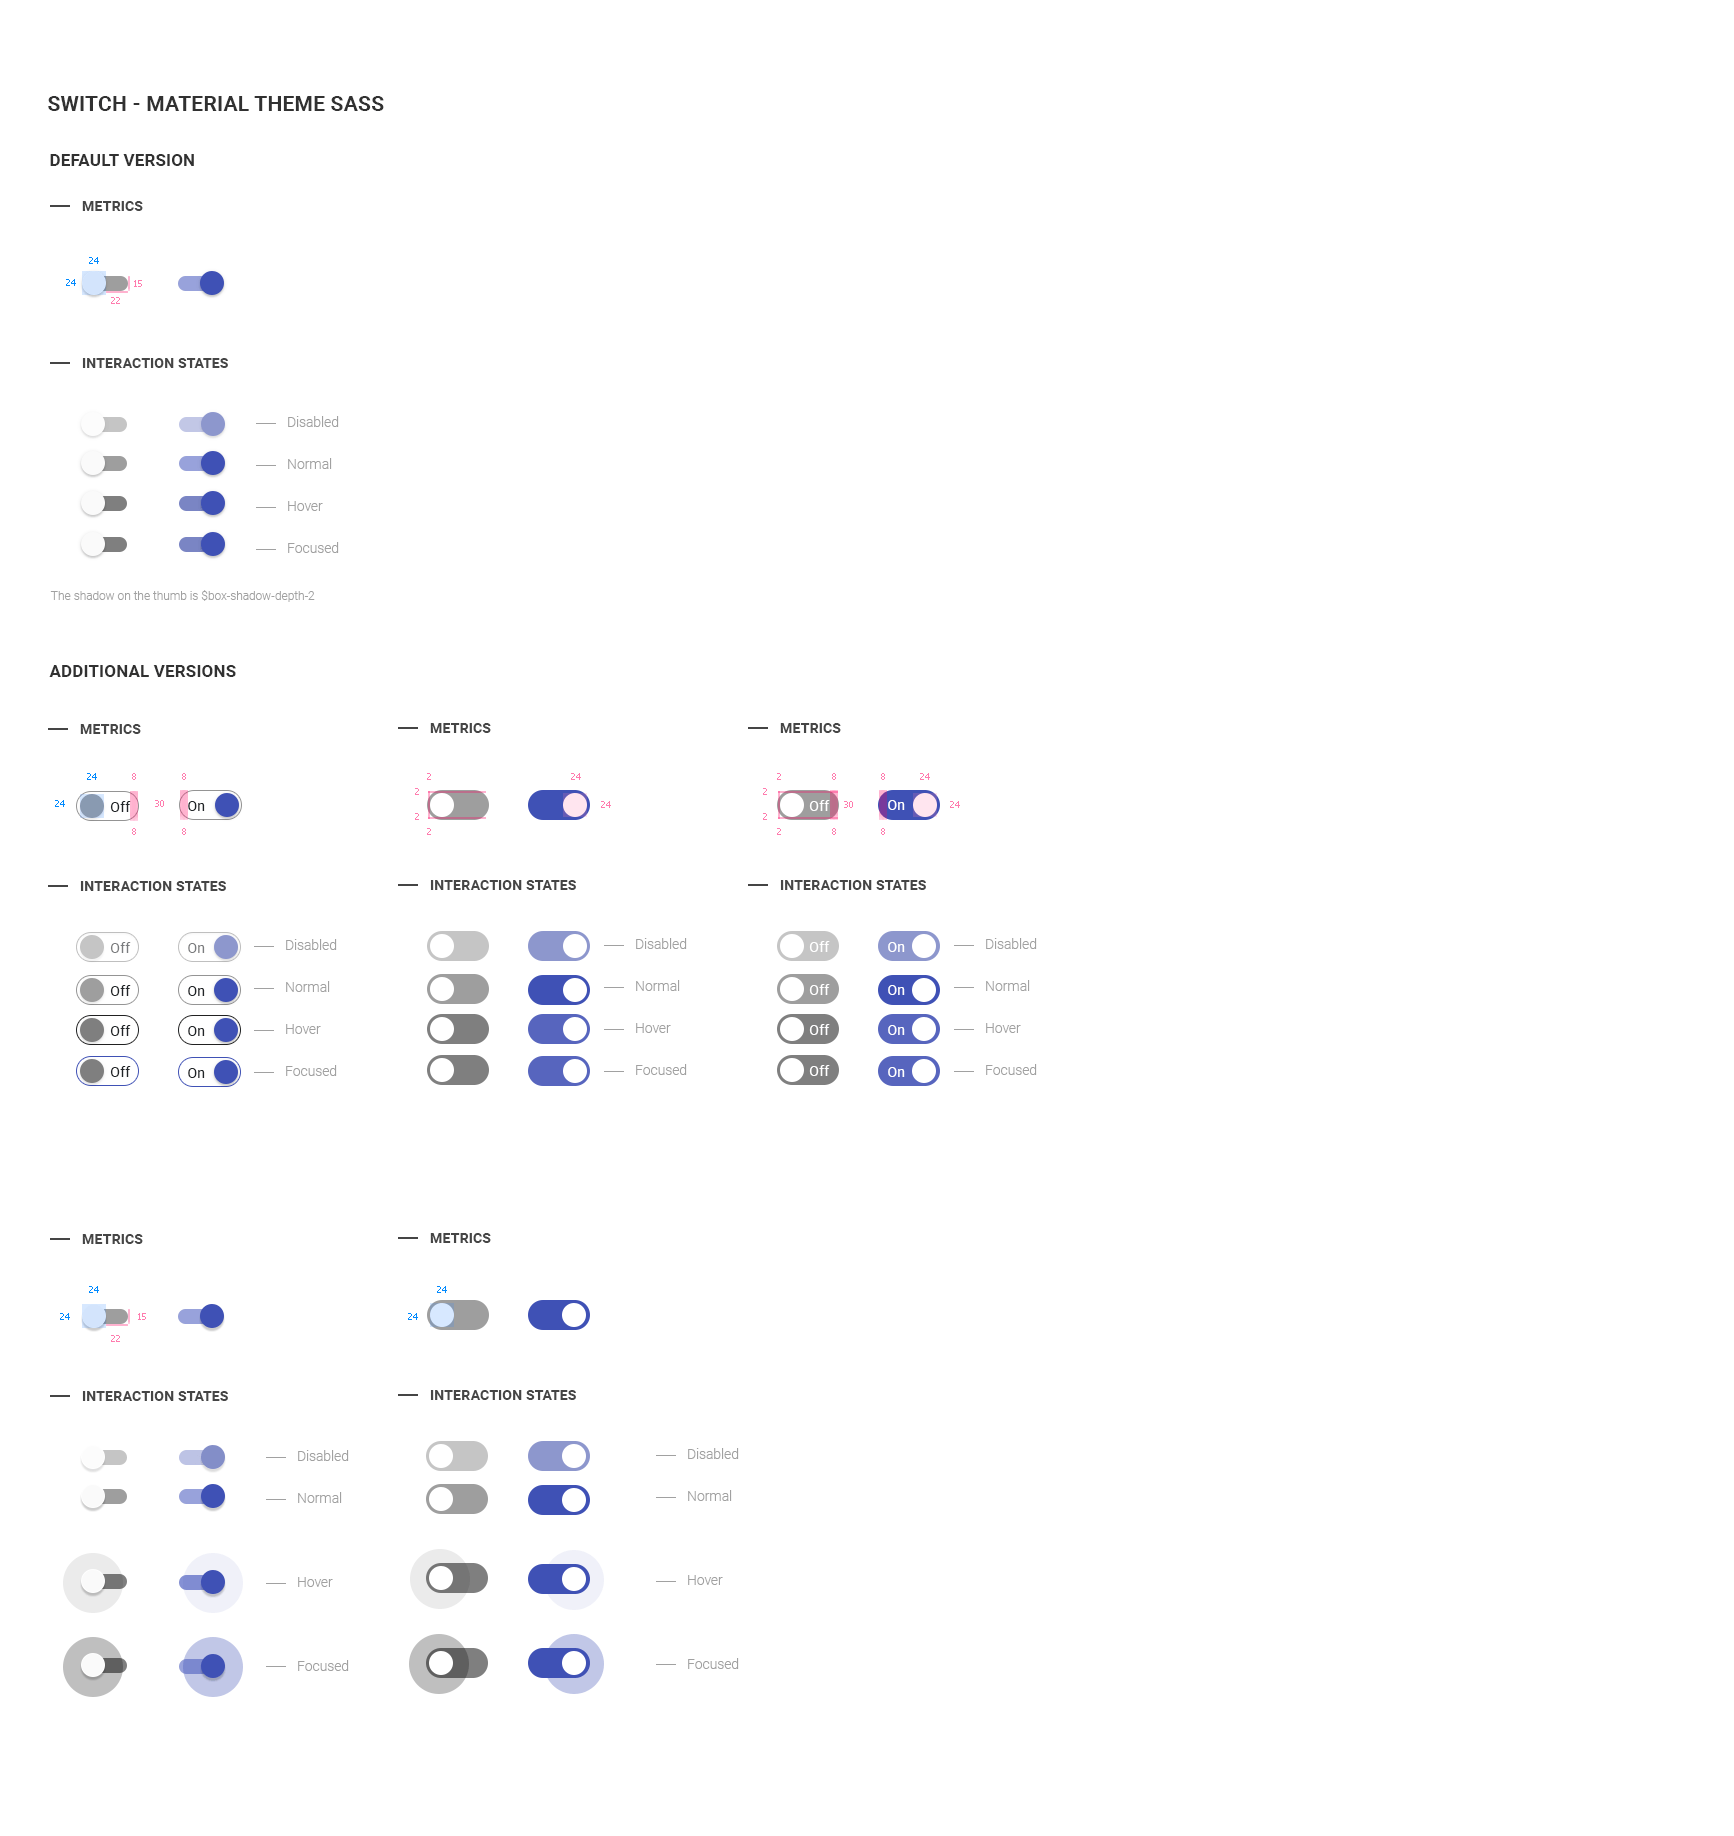 SWITCH - MATERIAL THEME SASS
DEFAULT VERSION
METRICS
24
24
15
22
INTERACTION STATES
Disabled
Normal
Hover
Focused
The shadow on the thumb is $box-shadow-depth-2
ADDITIONAL VERSIONS
METRICS
24 8 8
24 Off 30 On
8 8
INTERACTION STATES
Off On Disabled
Off On Normal
Off On Hover
Off On Focused
METRICS
2 24
2
24
2
2
INTERACTION STATES
Disabled
Normal
Hover
Focused
METRICS
2 8 8 24
2
Off 30 On 24
2
2 8 8
INTERACTION STATES
Off On Disabled
Off On Normal
Off On Hover
Off On Focused
METRICS
24
24 15
22
INTERACTION STATES
Disabled
Normal
Hover
Focused
METRICS
24
24
INTERACTION STATES
Disabled
Normal
Hover
Focused